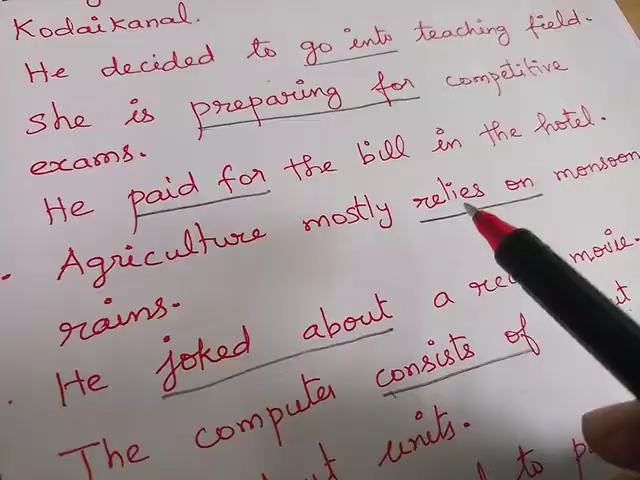 Kodaikanal.
He decided to go into teaching field.
She is preparing for competitive
exams.
He paid for the bill in the hotel.
Agriculture mostly relies on monsoon
rains.
He joked about a movie.
The computer consists of
units.
to